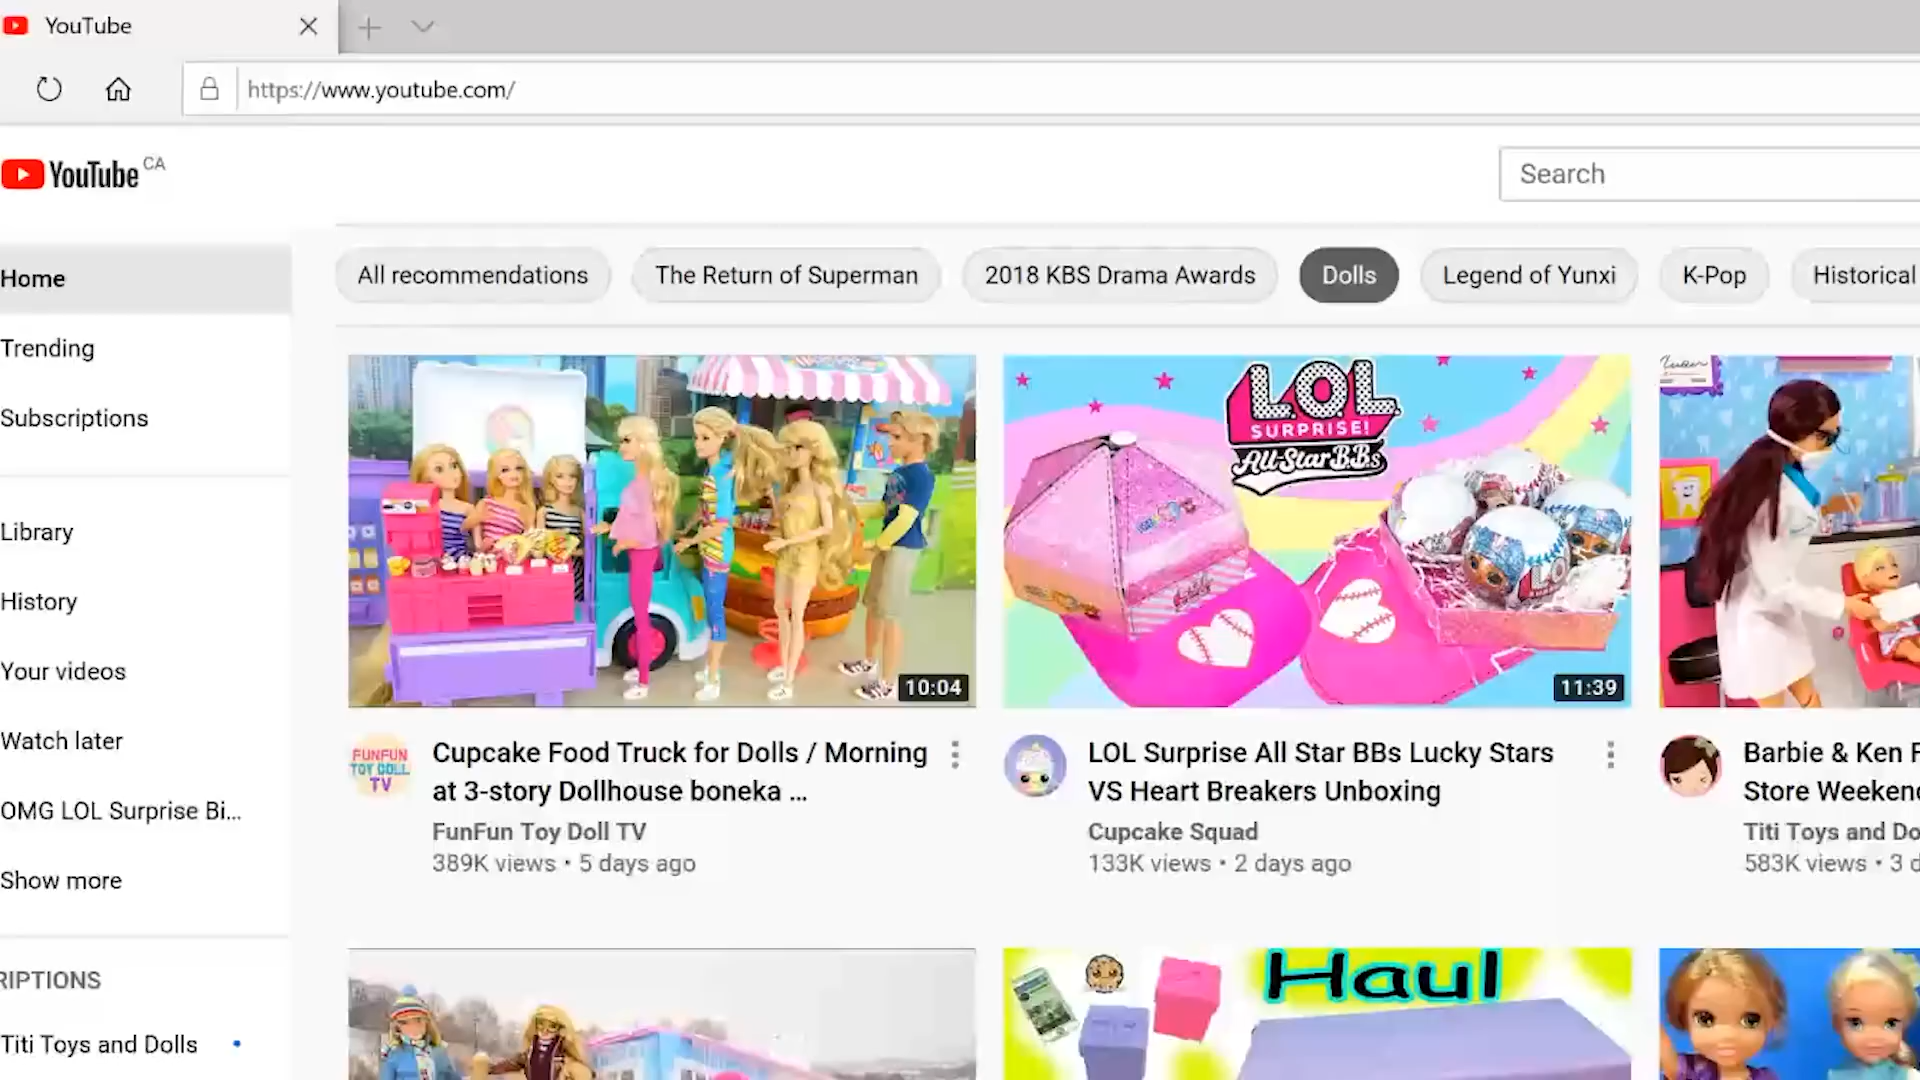 YouTube
https://www.youtube.com/
YouTube CA
Search
Home
Trending
Subscriptions
Library
History
Your videos
Watch later
OMG LOL Surprise Bi...
Show more
RIPTIONS
Titi Toys and Dolls
All recommendations
The Return of Superman
2018 KBS Drama Awards
Dolls
Legend of Yunxi
K-Pop
Historical
10:04
LOL
SURPRISE!
All-Star B.B.s
11:39
FUNFUN
TOY DOLL
TV
Cupcake Food Truck for Dolls / Morning
at 3-story Dollhouse boneka ...
FunFun Toy Doll TV
389K views • 5 days ago
LOL Surprise All Star BBs Lucky Stars
VS Heart Breakers Unboxing
Cupcake Squad
133K views • 2 days ago
Barbie & Ken
Store Weeken
Titi Toys and Do
583K views • 3 d
Haul